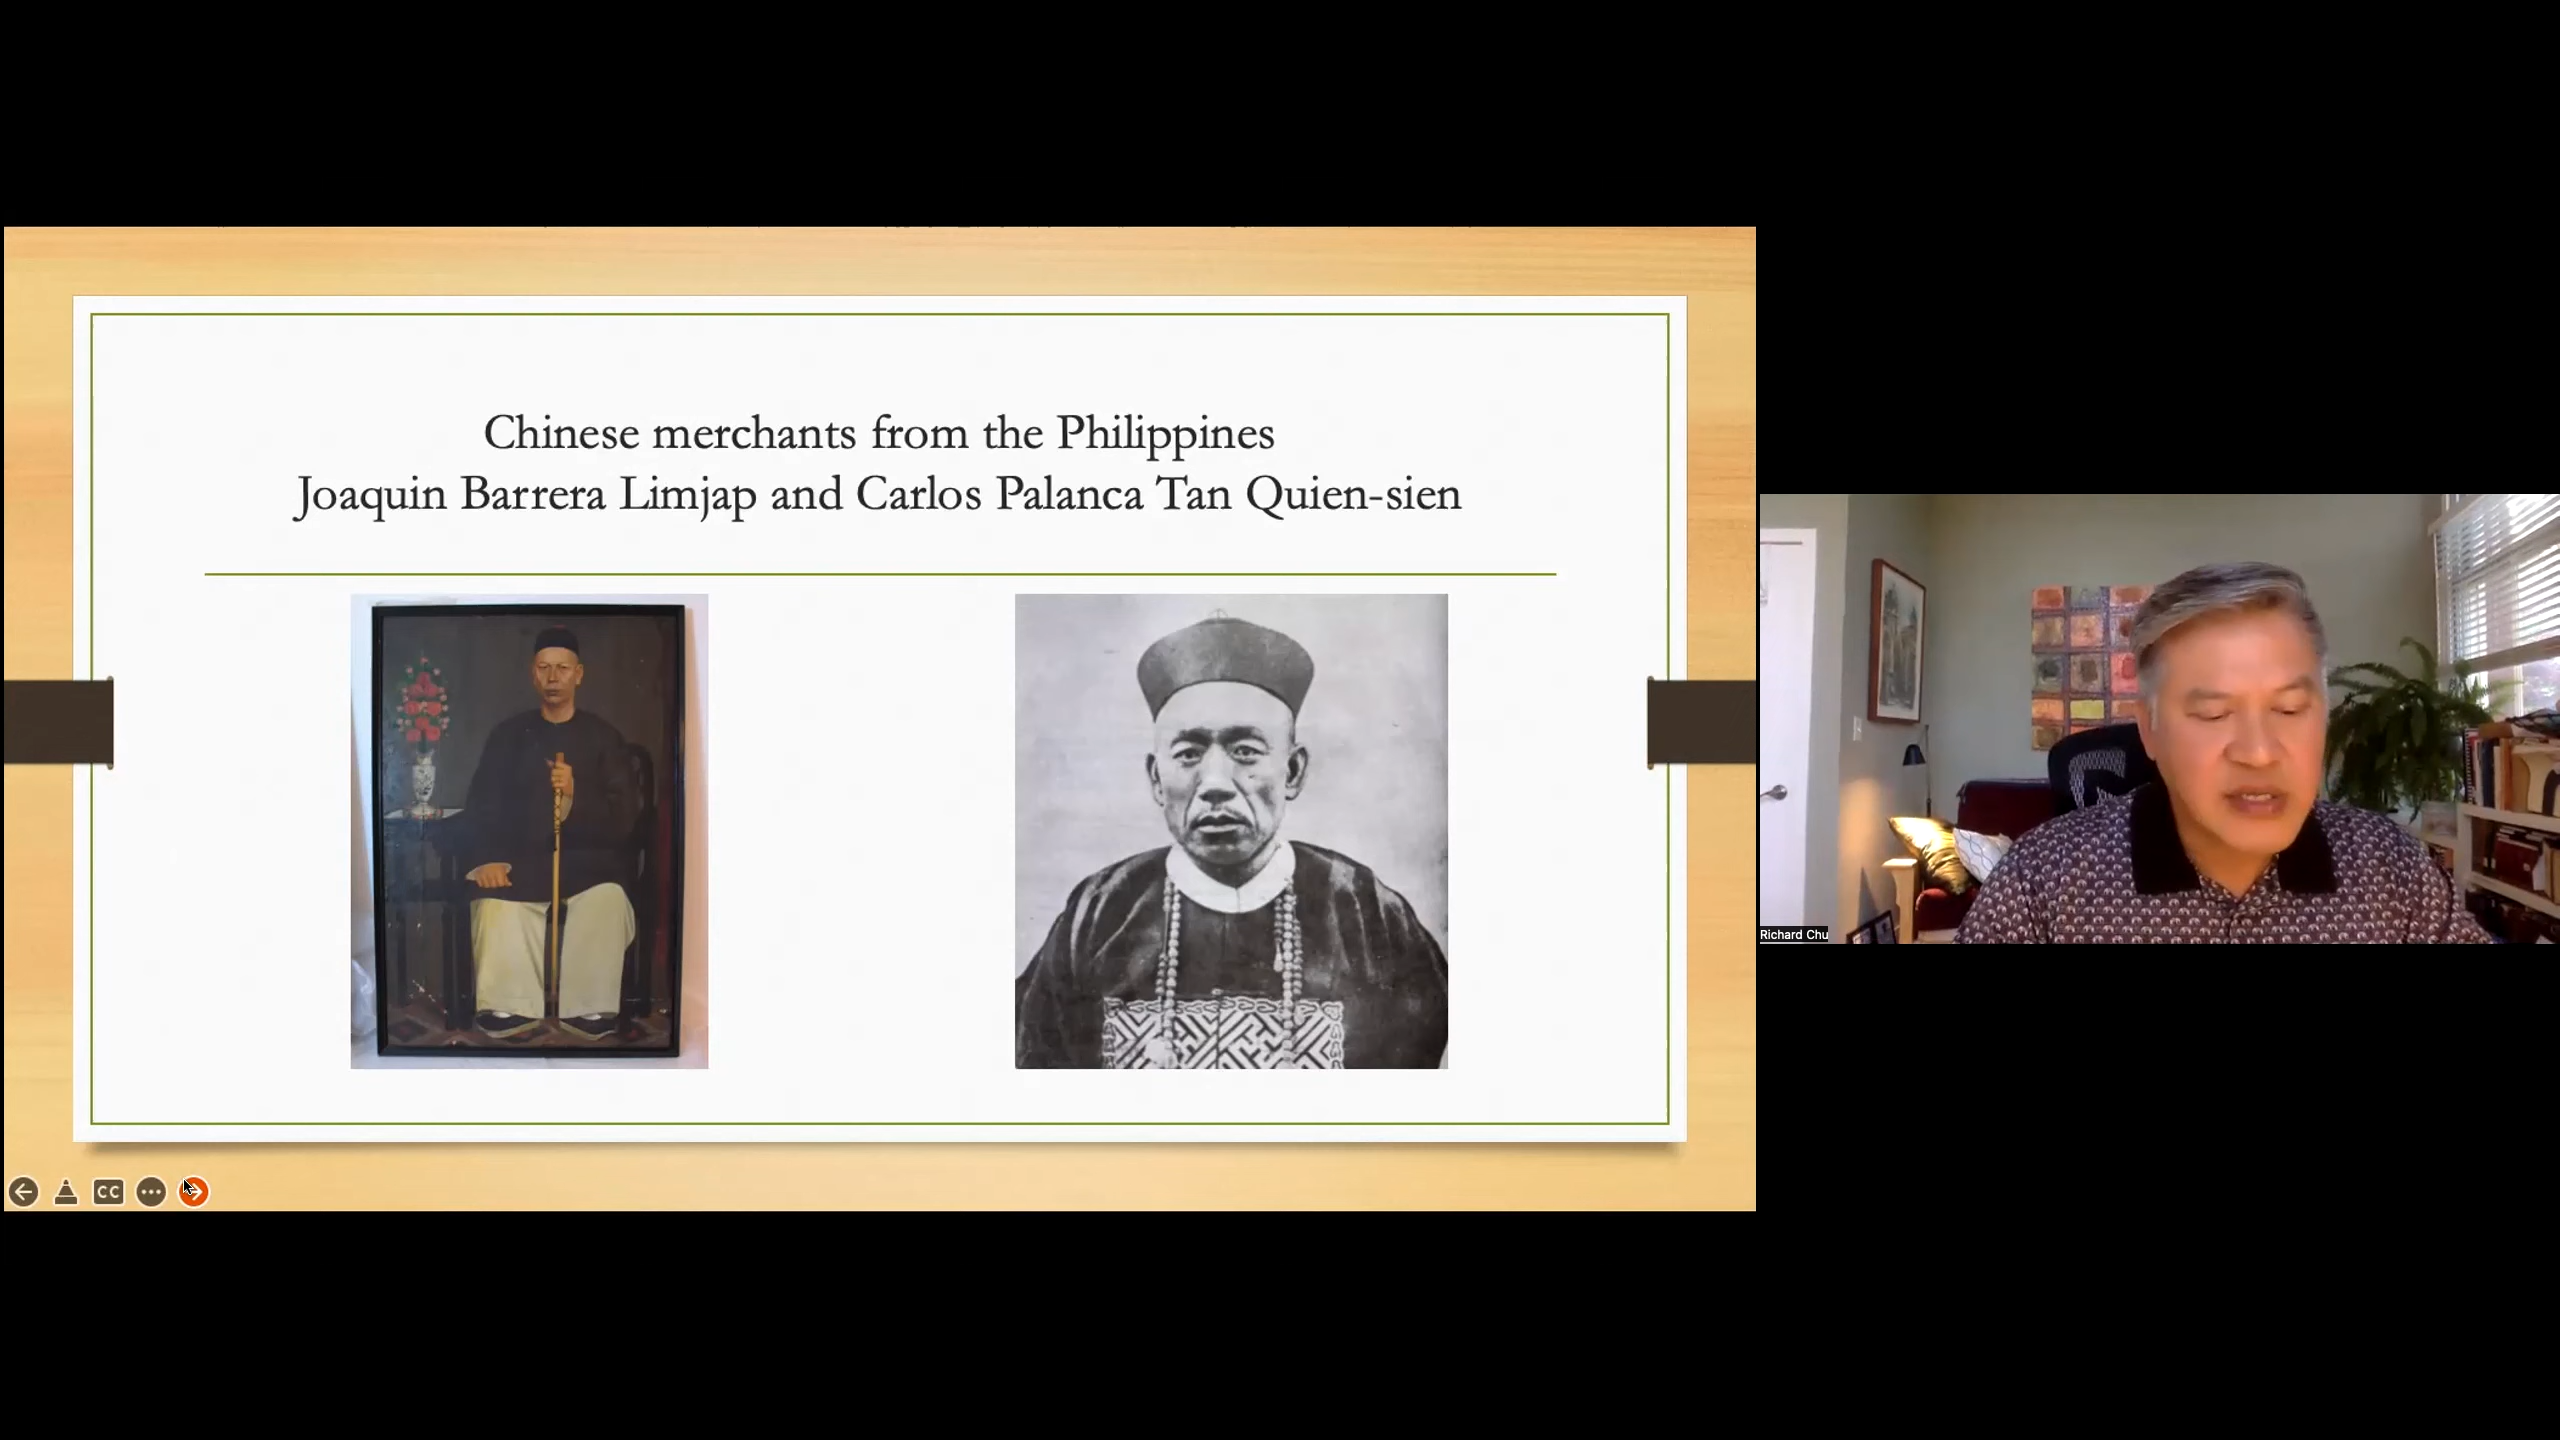 Chinese merchants from the Philippines
Joaquin Barrera Limjap and Carlos Palanca Tan Quien-sien
Richard Chu
CC